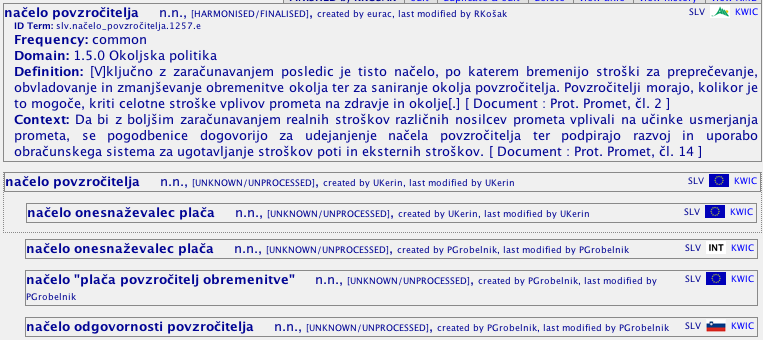 načelo povzročitelja n.n., [HARMONISED/FINALISED], created by eurac, last modified by RKošak SLV KWIC
ID Term: slv.načelo_povzročitelja.1257.e
Frequency: common
Domain: 1.5.0 Okoljska politika
Definition: [V]ključno z zaračunavanjem posledic je tisto načelo, po katerem bremenijo stroški za preprečevanje,
obvladovanje in zmanjševanje obremenitve okolja ter za saniranje okolja povzročitelja. Povzročitelji morajo, kolikor je
to mogoče, kriti celotne stroške vplivov prometa na zdravje in okolje[.] [ Document : Prot. Promet, čl. 2 ]
Context: Da bi z boljšim zaračunavanjem realnih stroškov različnih nosilcev prometa vplivali na učinke usmerjanja
prometa, se pogodbenice dogovorijo za udejanjenje načela povzročitelja ter podpirajo razvoj in uporabo
obračunskega sistema za ugotavljanje stroškov poti in eksternih stroškov. [ Document : Prot. Promet, čl. 14 ]
načelo povzročitelja n.n., [UNKNOWN/UNPROCESSED], created by UKerin, last modified by UKerin SLV KWIC
načelo onesnaževalec plača n.n., [UNKNOWN/UNPROCESSED], created by UKerin, last modified by UKerin SLV KWIC
načelo onesnaževalec plača n.n., [UNKNOWN/UNPROCESSED], created by PGrobelnik, last modified by PGrobelnik SLV INT KWIC
načelo "plača povzročitelj obremenitve" n.n., [UNKNOWN/UNPROCESSED], created by PGrobelnik, last modified by SLV KWIC
PGrobelnik
načelo odgovornosti povzročitelja n.n., [UNKNOWN/UNPROCESSED], created by PGrobelnik, last modified by PGrobelnik SLV KWIC